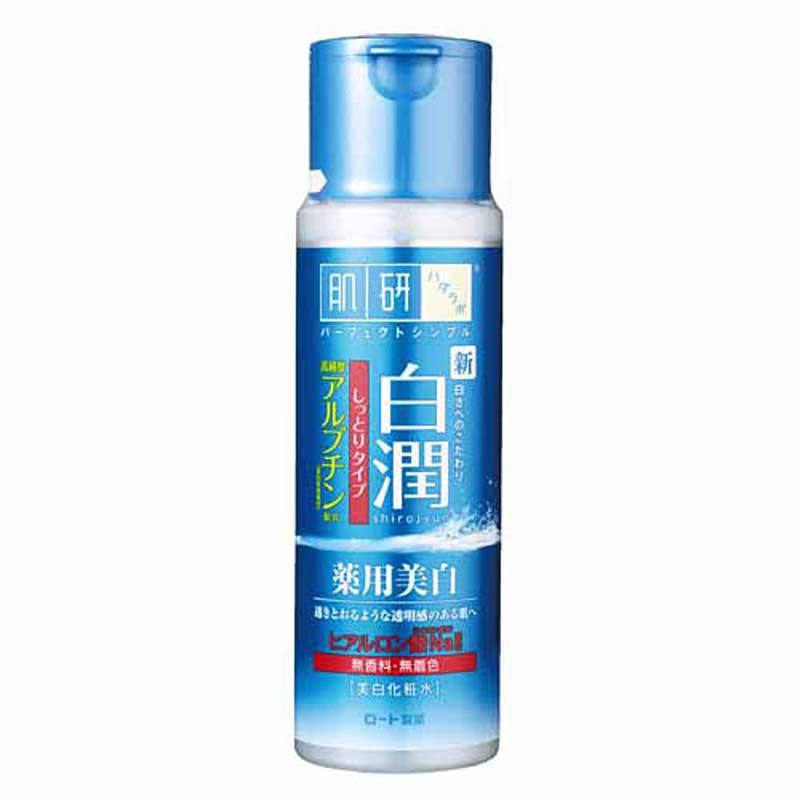 肌研
ハダラボ
®
パーフェクトシンプル
新
白さへのこだわり
白潤
shirojyun
しっとりタイプ
高純度
アルブチン
配合
薬用美白
透きとおるような透明感のある肌へ
ヒアルロン酸Na
無香料・無着色
[美白化粧水]
ロート製薬